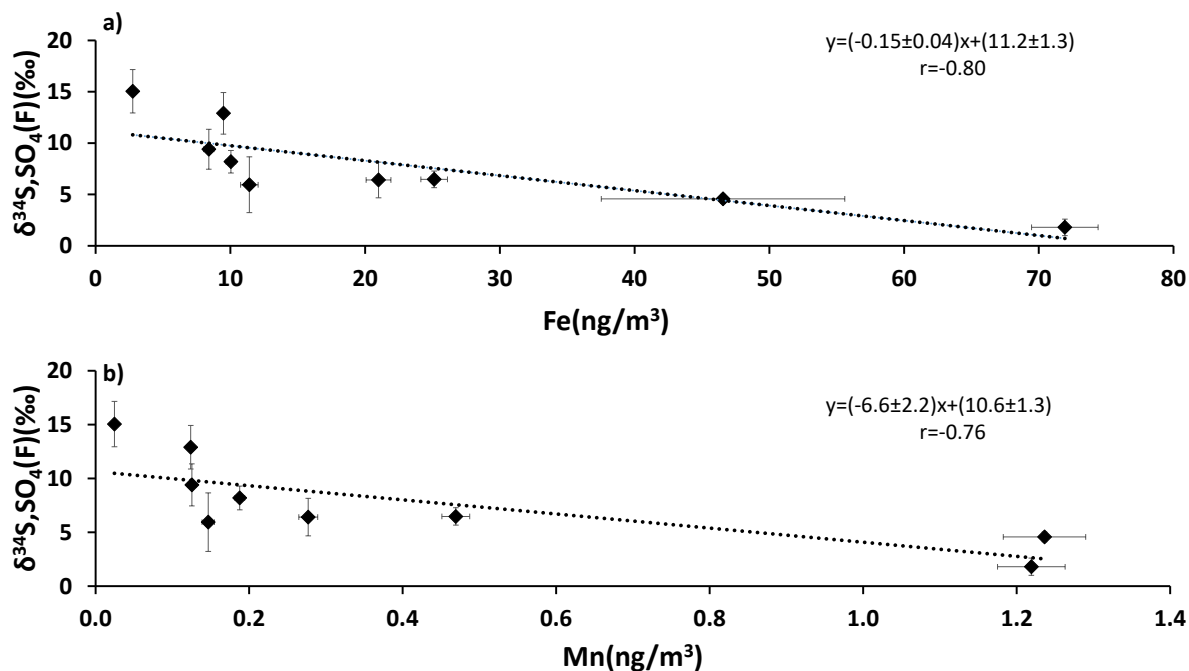 a)
y=(-0.15±0.04)x+(11.2±1.3)
r=-0.80
δ³⁴S,SO₄(F)(‰)
20
15
10
5
0
0 10 20 30 40 50 60 70 80
Fe(ng/m³)
b)
y=(-6.6±2.2)x+(10.6±1.3)
r=-0.76
δ³⁴S,SO₄(F)(‰)
20
15
10
5
0
0.0 0.2 0.4 0.6 0.8 1.0 1.2 1.4
Mn(ng/m³)